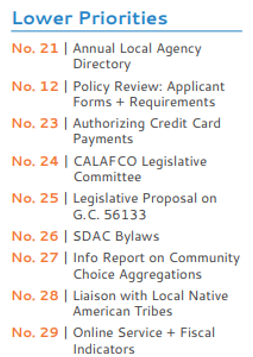 Lower Priorities
No. 21 | Annual Local Agency
Directory
No. 12 | Policy Review: Applicant
Forms + Requirements
No. 23 | Authorizing Credit Card
Payments
No. 24 | CALAFCO Legislative
Committee
No. 25 | Legislative Proposal on
G.C. 56133
No. 26 | SDAC Bylaws
No. 27 | Info Report on Community
Choice Aggregations
No. 28 | Liaison with Local Native
American Tribes
No. 29 | Online Service + Fiscal
Indicators